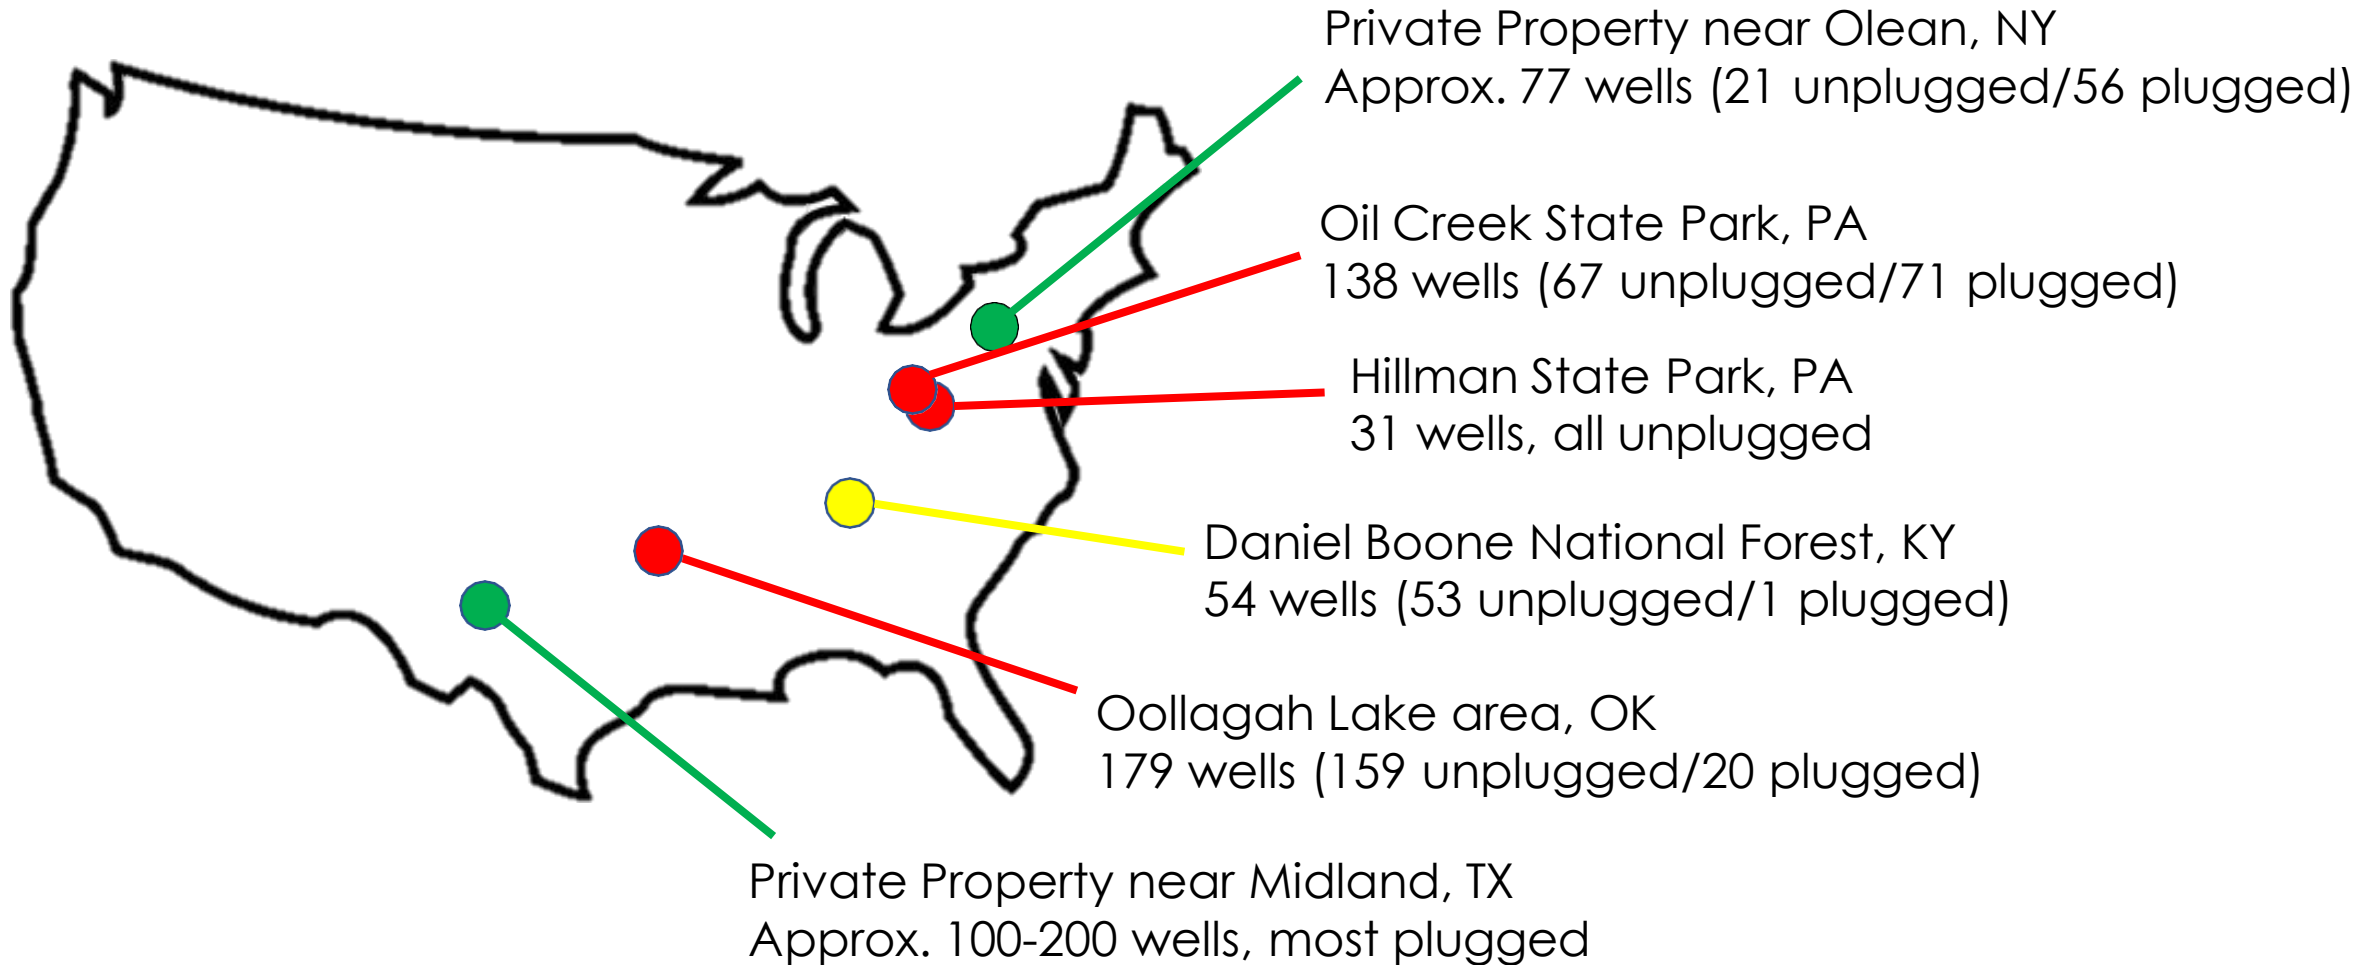 Private Property near Olean, NY
Approx. 77 wells (21 unplugged/56 plugged)
Oil Creek State Park, PA
138 wells (67 unplugged/71 plugged)
Hillman State Park, PA
31 wells, all unplugged
Daniel Boone National Forest, KY
54 wells (53 unplugged/1 plugged)
Oollagah Lake area, OK
179 wells (159 unplugged/20 plugged)
Private Property near Midland, TX
Approx. 100-200 wells, most plugged